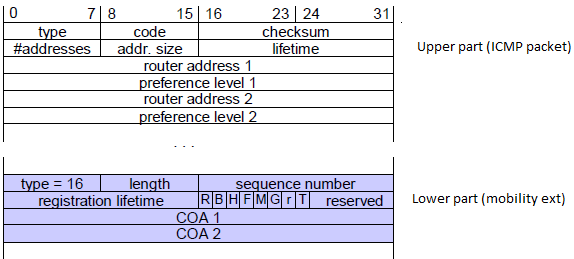 0 7 8 15 16 23 24 31
type code checksum
#addresses addr. size lifetime
router address 1
preference level 1
router address 2
preference level 2
. . .
type = 16 length sequence number
registration lifetime R B H F M G r T reserved
COA 1
COA 2
Upper part (ICMP packet)
Lower part (mobility ext)